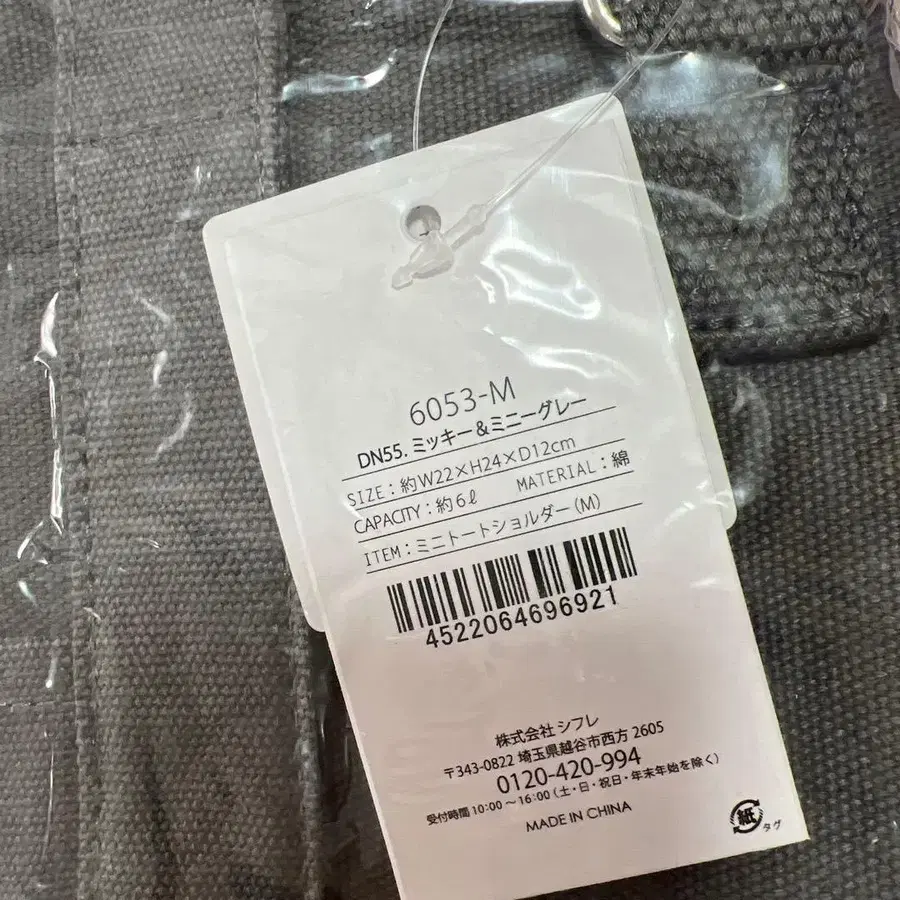 6053-M
DN55. ミッキー&ミニーグレー
SIZE：約W22×H24×D12cm
CAPACITY：約6ℓ MATERIAL：綿
ITEM：ミニトートショルダー(M)
4522064696921
株式会社シフレ
〒343-0822 埼玉県越谷市西方 2605
0120-420-994
受付時間 10:00～16:00 (土・日・祝日・年末年始を除く)
MADE IN CHINA
紙
タグ